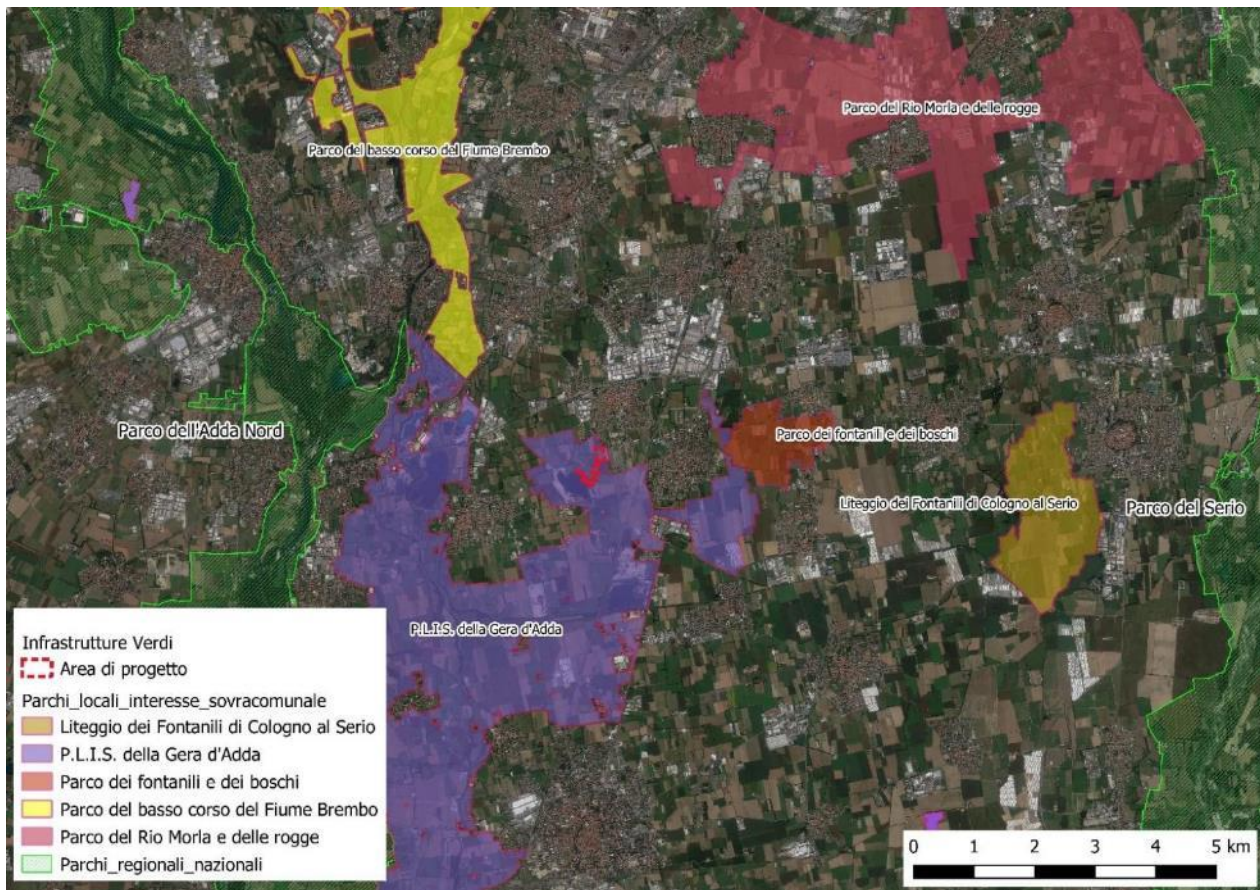 Parco del Rio Morla e delle rogge
Parco del basso corso del Fiume Brembo
Parco dell'Adda Nord
Parco dei fontanili e dei boschi
Liteggio dei Fontanili di Cologno al Serio
Parco del Serio
P.L.I.S. della Gera d'Adda
Infrastrutture Verdi
Area di progetto
Parchi_locali_interesse_sovracomunale
Liteggio dei Fontanili di Cologno al Serio
P.L.I.S. della Gera d'Adda
Parco dei fontanili e dei boschi
Parco del basso corso del Fiume Brembo
Parco del Rio Morla e delle rogge
Parchi_regionali_nazionali
0 1 2 3 4 5 km